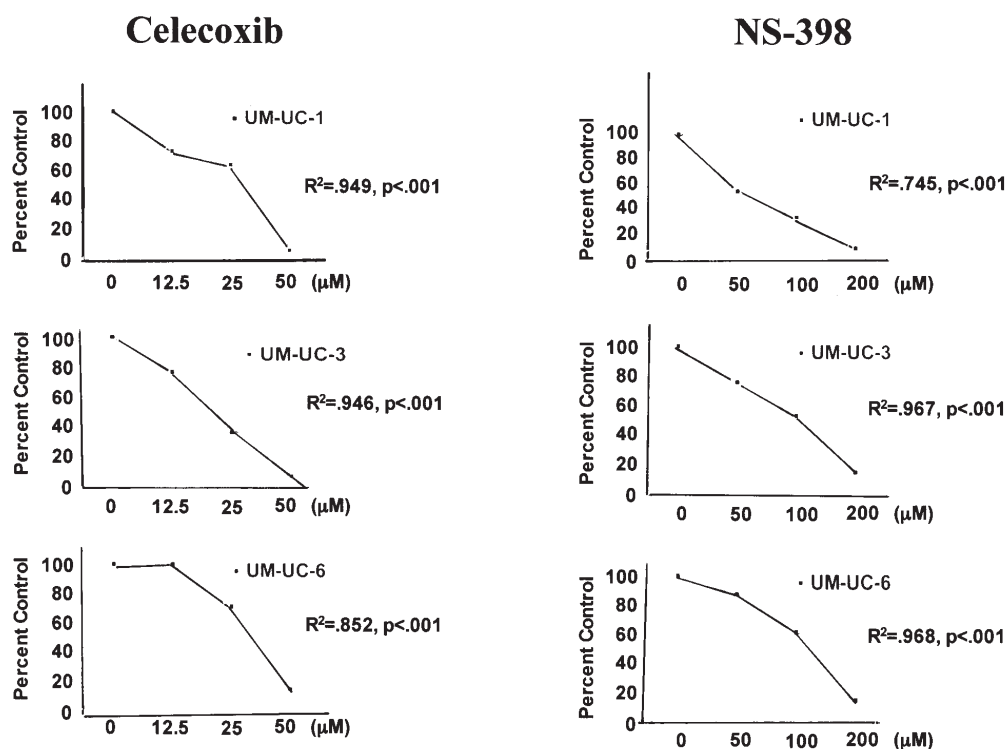 Celecoxib
Percent Control
100
80
60
40
20
0
UM-UC-1
R²=.949, p<.001
0 12.5 25 50 (µM)
Percent Control
100
80
60
40
20
0
UM-UC-3
R²=.946, p<.001
0 12.5 25 50 (µM)
Percent Control
100
80
60
40
20
0
UM-UC-6
R²=.852, p<.001
0 12.5 25 50 (µM)
NS-398
Percent Control
100
80
60
40
20
0
UM-UC-1
R²=.745, p<.001
0 50 100 200 (µM)
Percent Control
100
80
60
40
20
0
UM-UC-3
R²=.967, p<.001
0 50 100 200 (µM)
Percent Control
100
80
60
40
20
0
UM-UC-6
R²=.968, p<.001
0 50 100 200 (µM)